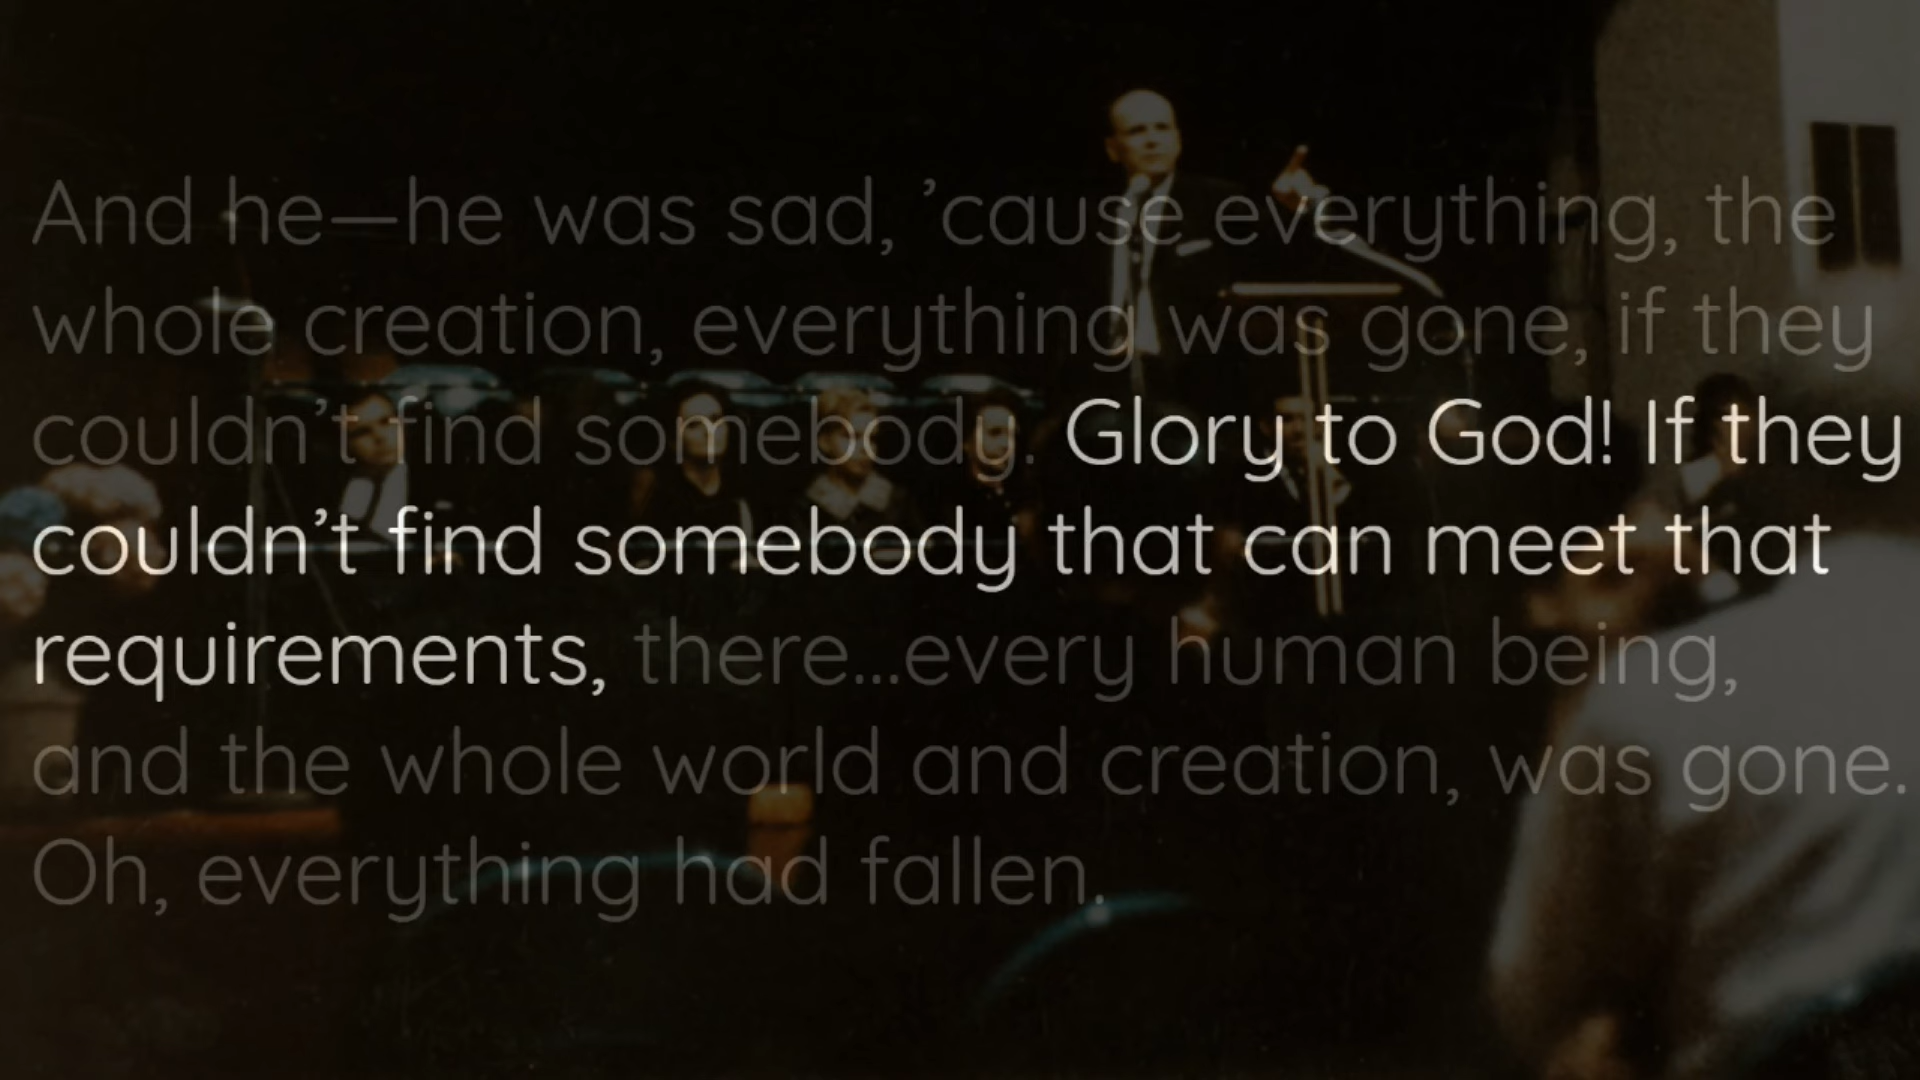 And he—he was sad, ’cause everything, the
whole creation, everything was gone, if they
couldn’t find somebody. Glory to God! If they
couldn’t find somebody that can meet that
requirements, there...every human being,
and the whole world and creation, was gone.
Oh, everything had fallen.